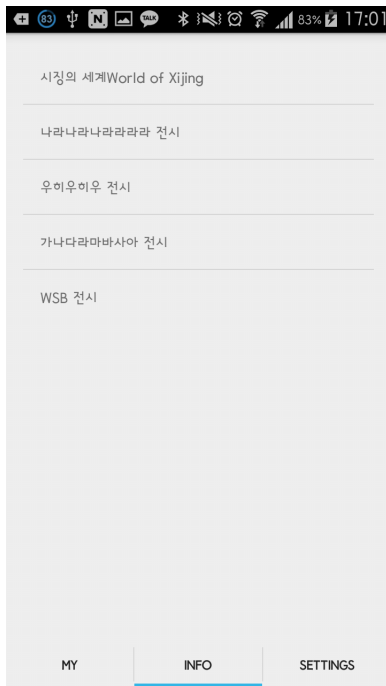 83 N TALK 83% 17:01
시징의 세계World of Xijing
나라나라나라라라라 전시
우히우히우 전시
가나다라마바사아 전시
WSB 전시
MY INFO SETTINGS